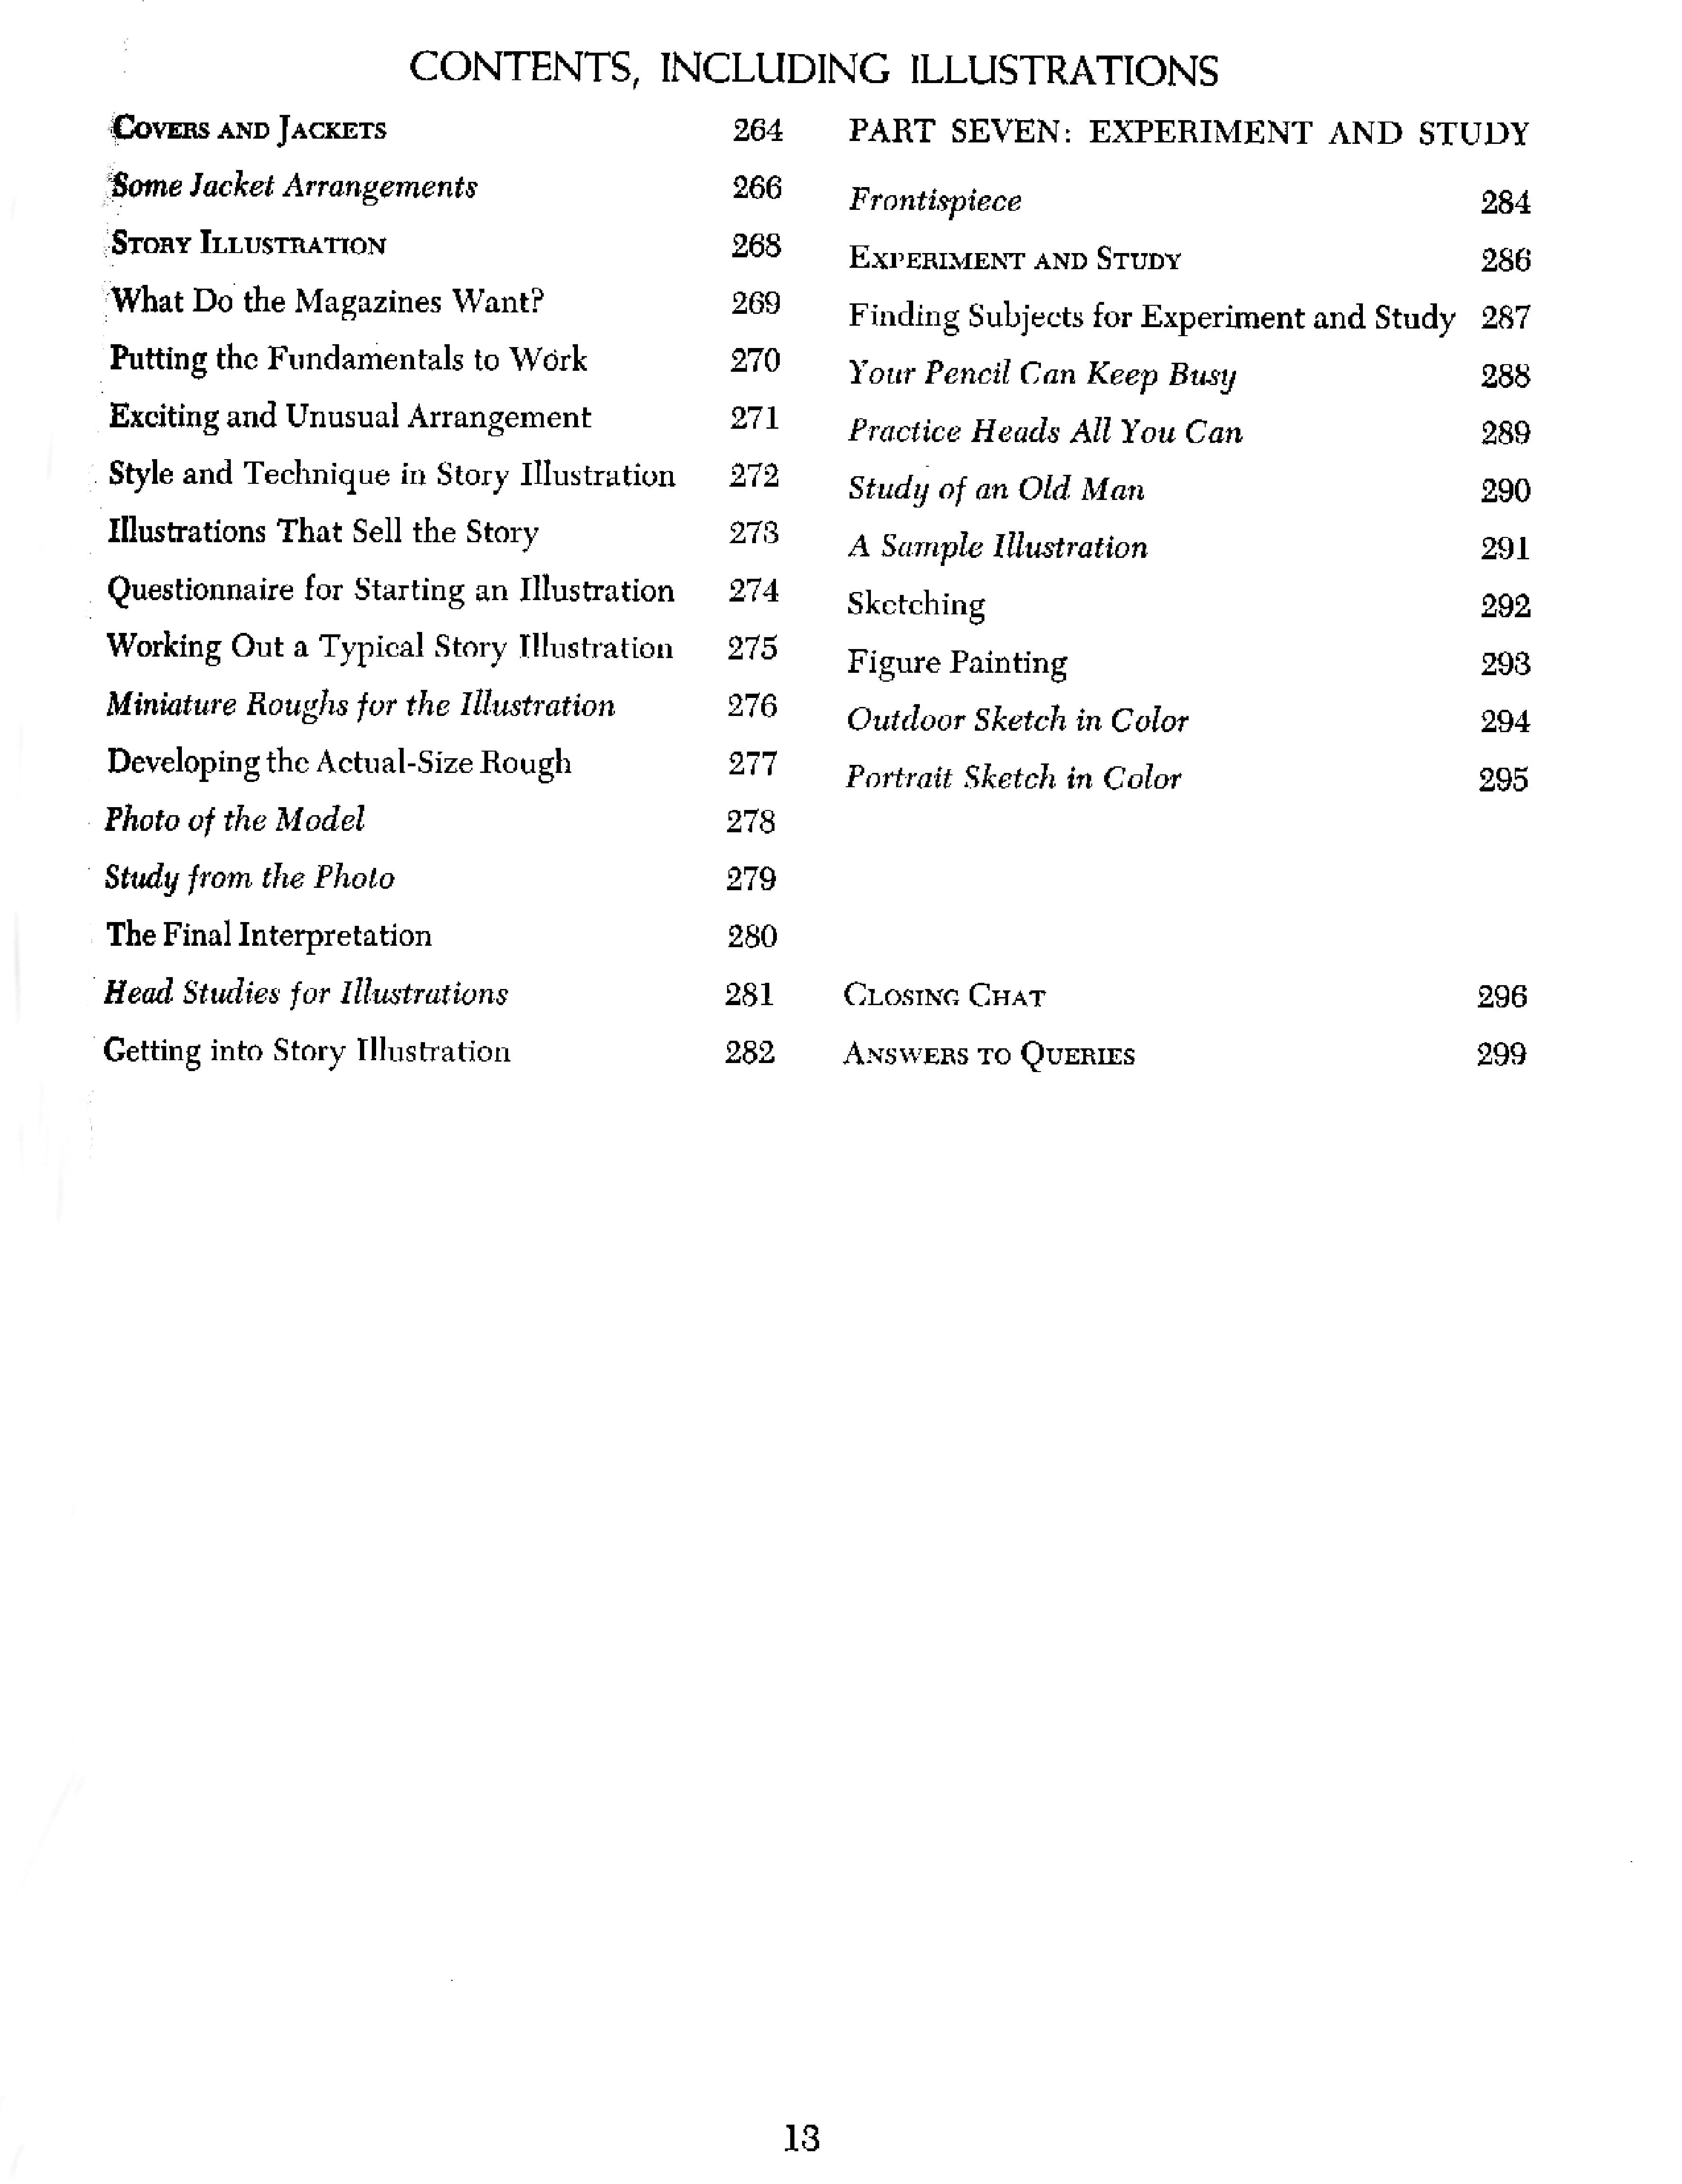 CONTENTS, INCLUDING ILLUSTRATIONS
COVERS AND JACKETS 264
Some Jacket Arrangements 266
STORY ILLUSTRATION 268
What Do the Magazines Want? 269
Putting the Fundamentals to Work 270
Exciting and Unusual Arrangement 271
Style and Technique in Story Illustration 272
Illustrations That Sell the Story 273
Questionnaire for Starting an Illustration 274
Working Out a Typical Story Illustration 275
Miniature Roughs for the Illustration 276
Developing the Actual-Size Rough 277
Photo of the Model 278
Study from the Photo 279
The Final Interpretation 280
Head Studies for Illustrations 281
Getting into Story Illustration 282
PART SEVEN: EXPERIMENT AND STUDY
Frontispiece 284
EXPERIMENT AND STUDY 286
Finding Subjects for Experiment and Study 287
Your Pencil Can Keep Busy 288
Practice Heads All You Can 289
Study of an Old Man 290
A Sample Illustration 291
Sketching 292
Figure Painting 293
Outdoor Sketch in Color 294
Portrait Sketch in Color 295
CLOSING CHAT 296
ANSWERS TO QUERIES 299
13